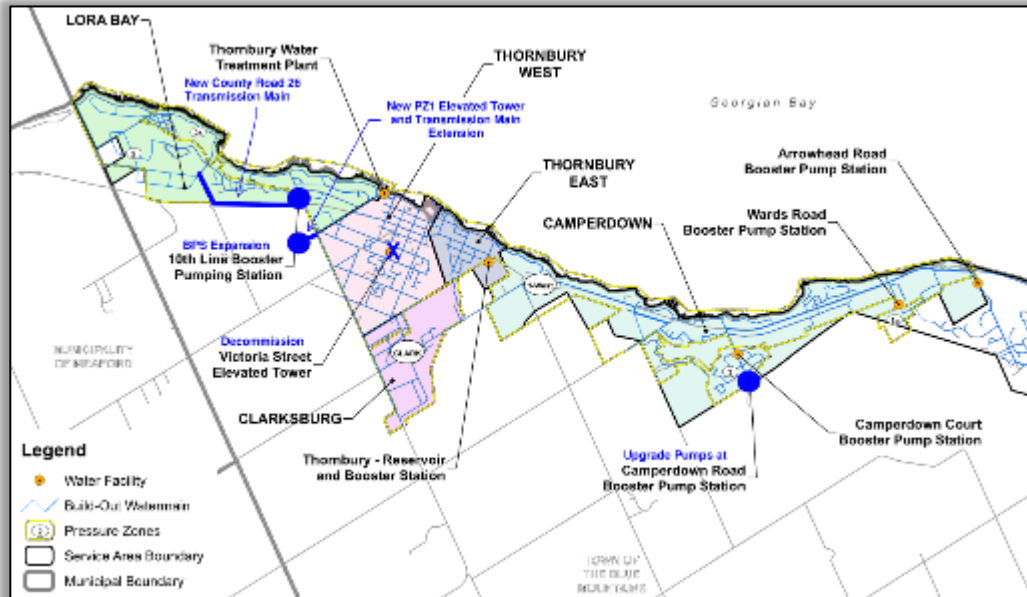 LORA BAY
Thornbury Water
Treatment Plant
THORNBURY
WEST
New County Road 26
Transmission Main
New PZ1 Elevated Tower
and Transmission Main
Extension
Georgian Bay
Arrowhead Road
Booster Pump Station
THORNBURY
EAST
CAMPERDOWN
Wards Road
Booster Pump Station
BPS Expansion
10th Line Booster
Pumping Station
1-WEST
Decommission
Victoria Street
Elevated Tower
MUNICIPALITY
OF MEAFORD
CLARK
CLARKSBURG
Camperdown Court
Booster Pump Station
Thornbury - Reservoir
and Booster Station
Upgrade Pumps at
Camperdown Road
Booster Pump Station
Legend
Water Facility
Build-Out Watermain
Pressure Zones
Service Area Boundary
Municipal Boundary
TOWN OF
THE BLUE
MOUNTAINS